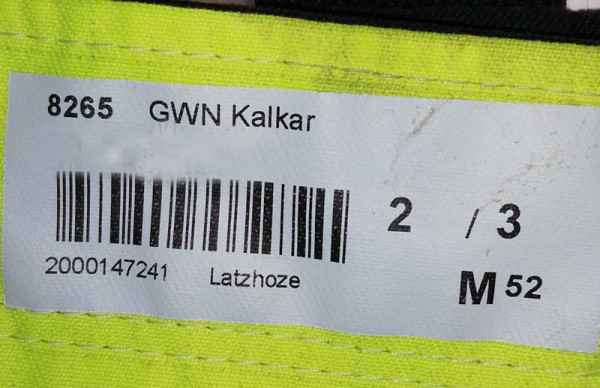 8265 GWN Kalkar
2 / 3
2000147241 Latzhoze
M 52